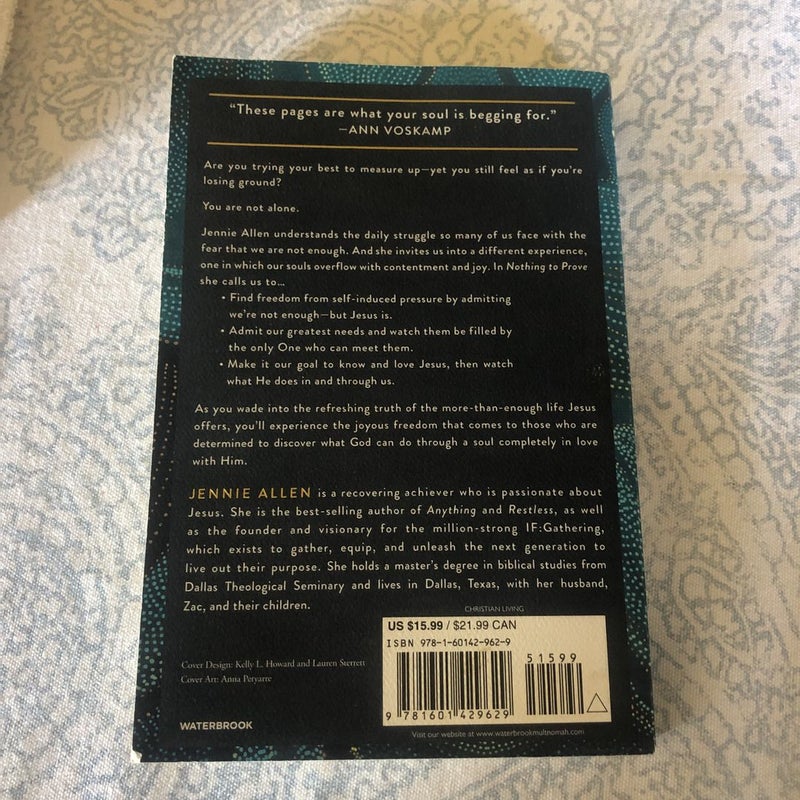 “These pages are what your soul is begging for.”
—ANN VOSKAMP
Are you trying your best to measure up—yet you still feel as if you’re
losing ground?
You are not alone.
Jennie Allen understands the daily struggle so many of us face with the
fear that we are not enough. And she invites us into a different experience,
one in which our souls overflow with contentment and joy. In Nothing to Prove
she calls us to…
• Find freedom from self-induced pressure by admitting
we’re not enough—but Jesus is.
• Admit our greatest needs and watch them be filled by
the only One who can meet them.
• Make it our goal to know and love Jesus, then watch
what He does in and through us.
As you wade into the refreshing truth of the more-than-enough life Jesus
offers, you’ll experience the joyous freedom that comes to those who are
determined to discover what God can do through a soul completely in love
with Him.
JENNIE ALLEN is a recovering achiever who is passionate about
Jesus. She is the best-selling author of Anything and Restless, as well
as the founder and visionary for the million-strong IF:Gathering,
which exists to gather, equip, and unleash the next generation to
live out their purpose. She holds a master’s degree in biblical studies from
Dallas Theological Seminary and lives in Dallas, Texas, with her husband,
Zac, and their children.
CHRISTIAN LIVING
US $15.99 / $21.99 CAN
ISBN 978-1-60142-962-9
51599
9 781601 429629
Cover Design: Kelly L. Howard and Lauren Sterrett
Cover Art: Anna Petyarre
WATERBROOK
Visit our website at www.waterbrookmultnomah.com